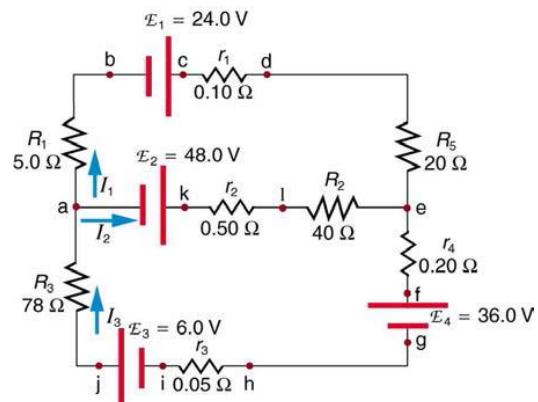 ℰ₁ = 24.0 V
b
c
r₁
d
0.10 Ω
R₁
5.0 Ω
R₅
20 Ω
ℰ₂ = 48.0 V
I₁
a
k
r₂
l
R₂
e
I₂
0.50 Ω
40 Ω
r₄
0.20 Ω
R₃
78 Ω
f
I₃
ℰ₃ = 6.0 V
ℰ₄ = 36.0 V
g
r₃
j
i
0.05 Ω
h